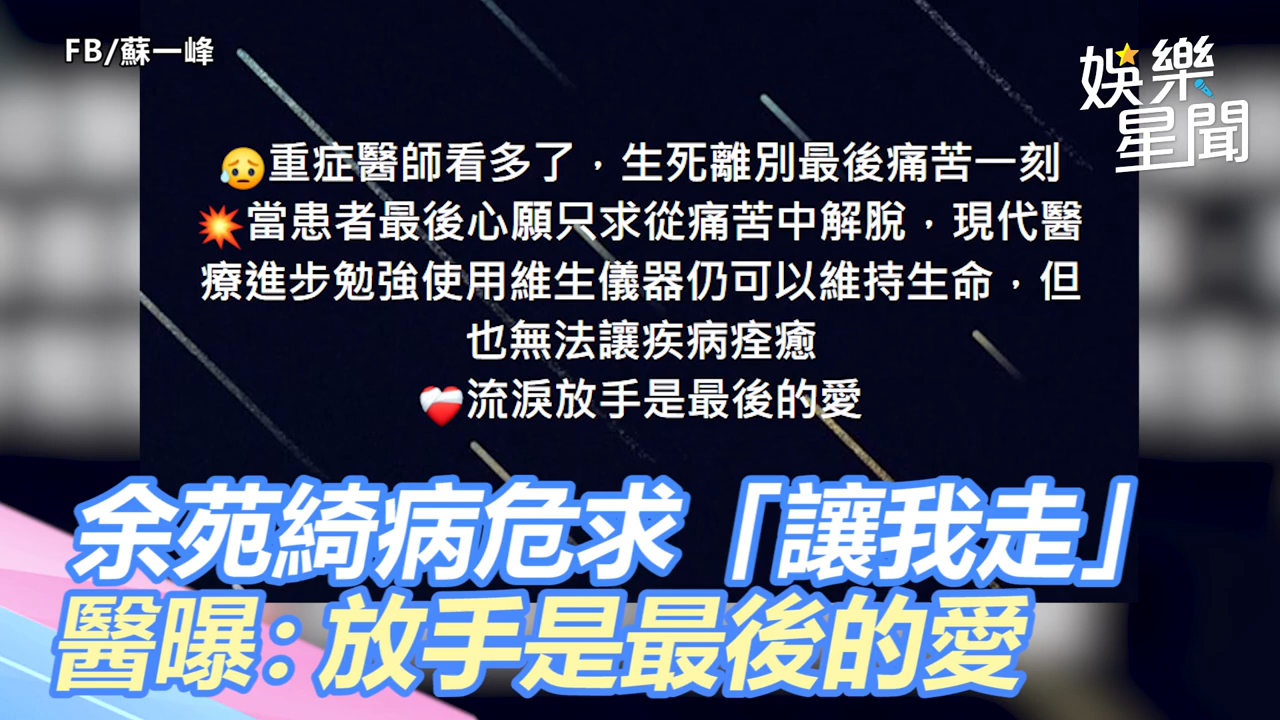 FB/蘇一峰
娛樂
星聞
😥重症醫師看多了，生死離別最後痛苦一刻
💥當患者最後心願只求從痛苦中解脫，現代醫
療進步勉強使用維生儀器仍可以維持生命，但
也無法讓疾病痊癒
❤️‍🩹流淚放手是最後的愛
余苑綺病危求「讓我走」
醫曝：放手是最後的愛